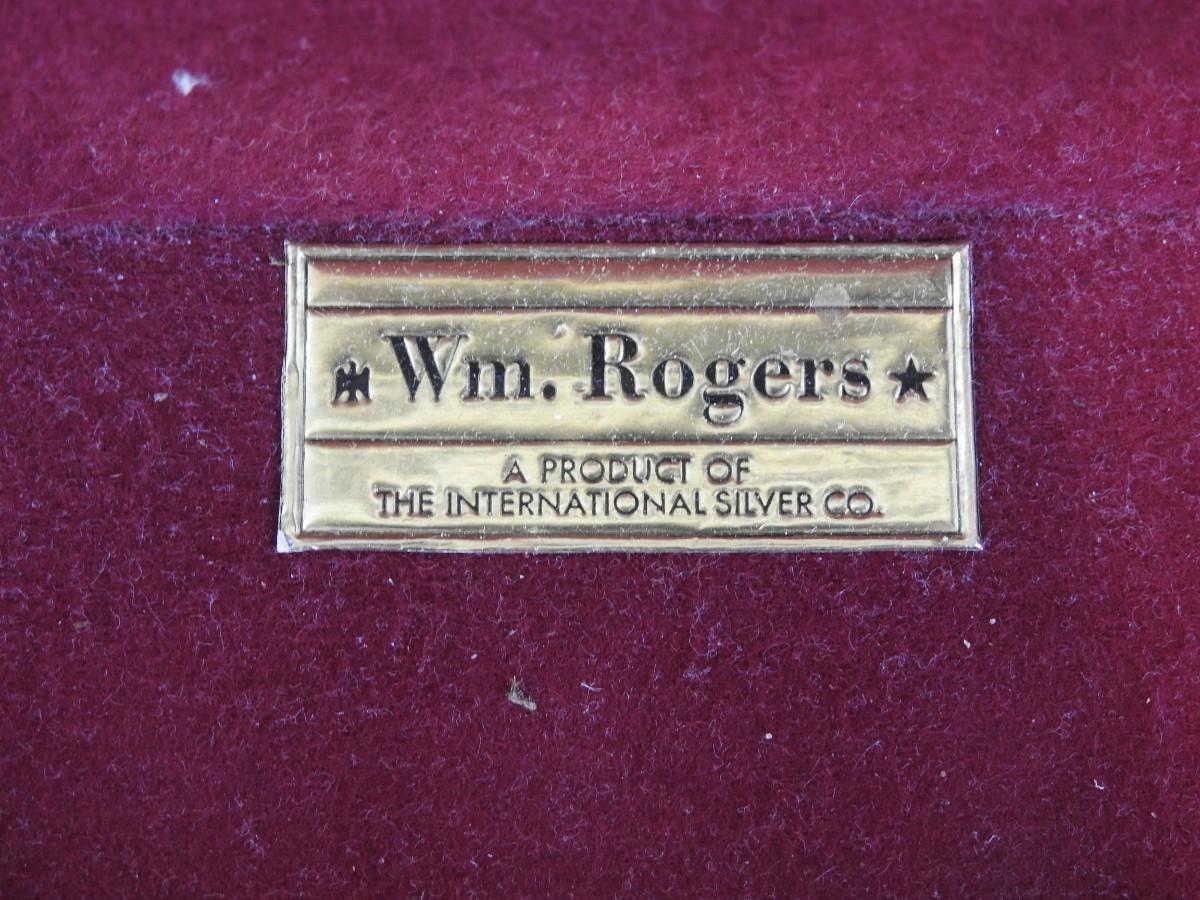 Wm. Rogers
A PRODUCT OF
THE INTERNATIONAL SILVER CO.